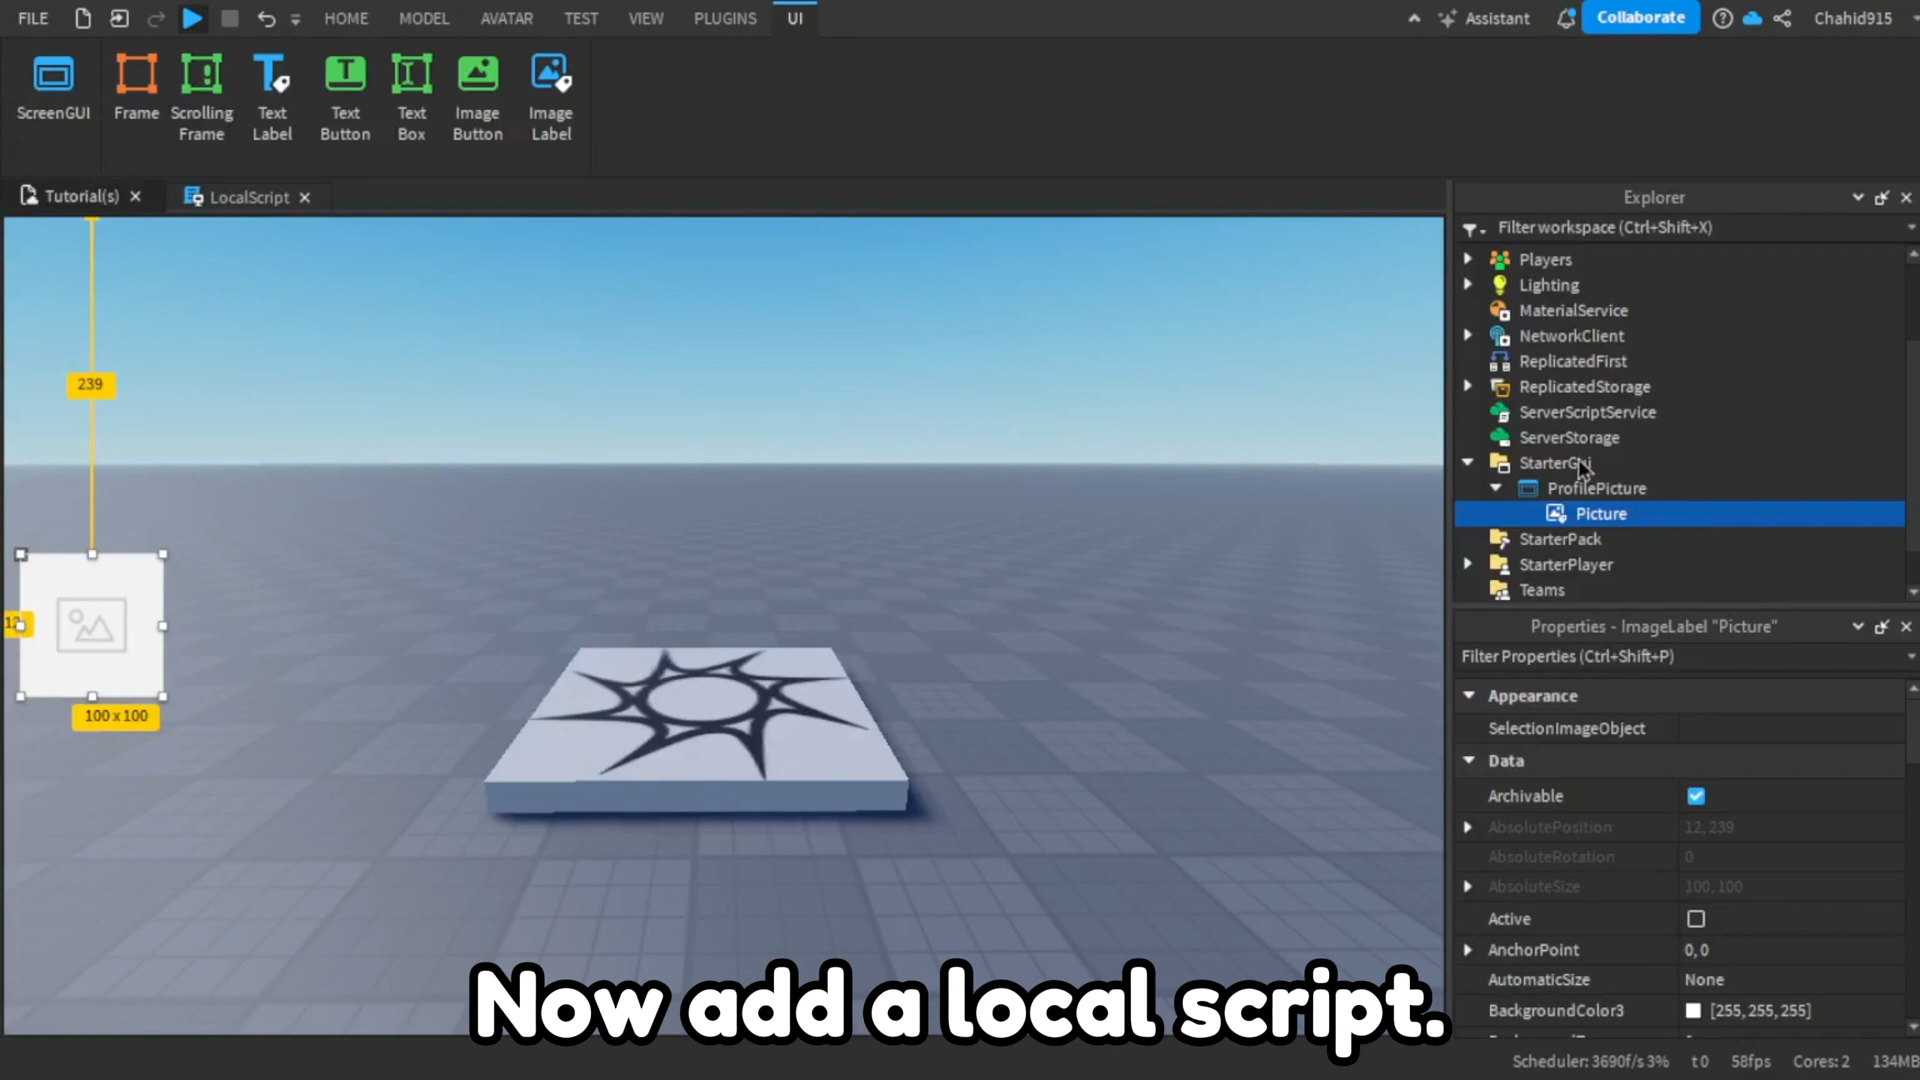 FILE
HOME
MODEL
AVATAR
TEST
VIEW
PLUGINS
UI
Assistant
Collaborate
Chahid915
ScreenGUI
Frame
Scrolling
Frame
Text
Label
Text
Button
Text
Box
Image
Button
Image
Label
Tutorial(s)
LocalScript
Explorer
Filter workspace (Ctrl+Shift+X)
Players
Lighting
MaterialService
NetworkClient
ReplicatedFirst
ReplicatedStorage
ServerScriptService
ServerStorage
StarterGui
ProfilePicture
Picture
StarterPack
StarterPlayer
Teams
239
12
100 x 100
Properties - ImageLabel "Picture"
Filter Properties (Ctrl+Shift+P)
Appearance
SelectionImageObject
Data
Archivable
AbsolutePosition 12, 239
AbsoluteRotation 0
AbsoluteSize 100, 100
Active
AnchorPoint 0, 0
AutomaticSize None
BackgroundColor3 [255, 255, 255]
Now add a local script.
Scheduler: 3690f/s 3% t 0 58fps Cores: 2 134MB